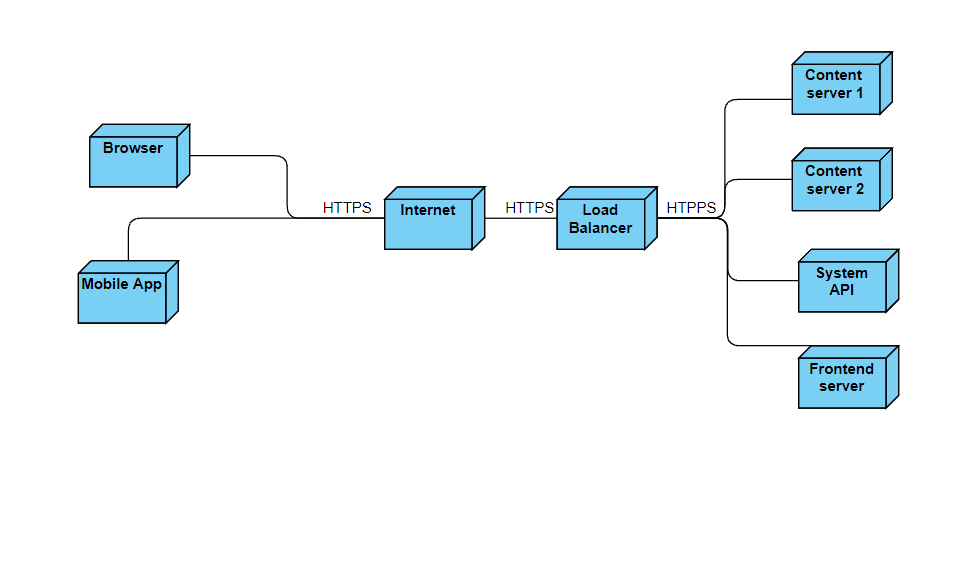 Content
server 1
Browser
Content
server 2
HTTPS
Internet
HTTPS
Load
Balancer
HTPPS
Mobile App
System
API
Frontend
server